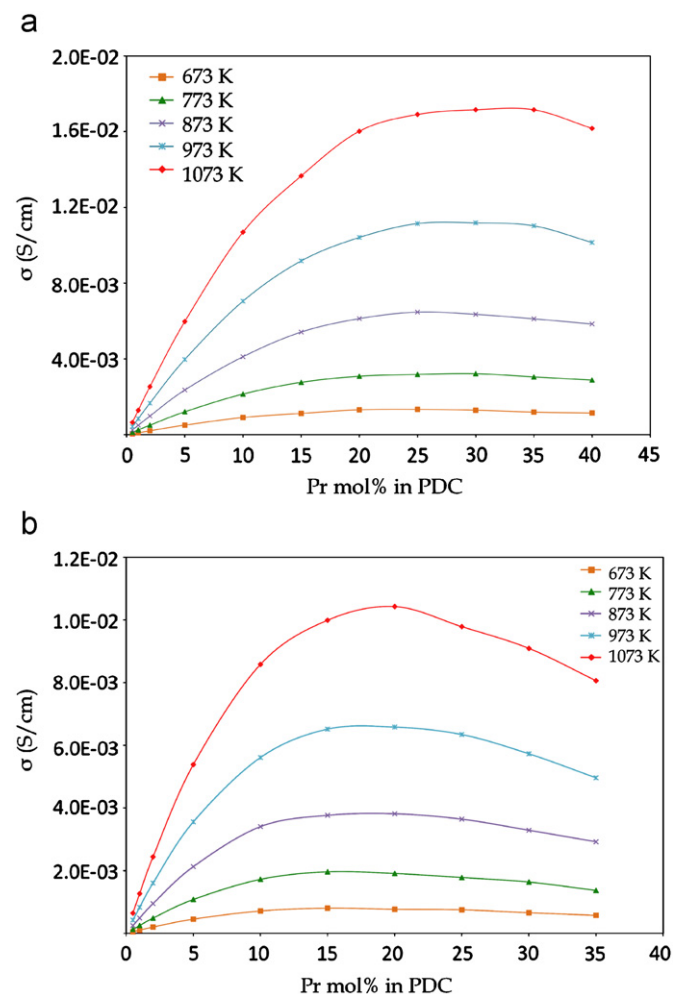 a
2.0E-02
1.6E-02
1.2E-02
8.0E-03
4.0E-03
σ (S/cm)
673 K
773 K
873 K
973 K
1073 K
0 5 10 15 20 25 30 35 40 45
Pr mol% in PDC
b
1.2E-02
1.0E-02
8.0E-03
6.0E-03
4.0E-03
2.0E-03
σ (S/cm)
673 K
773 K
873 K
973 K
1073 K
0 5 10 15 20 25 30 35 40
Pr mol% in PDC